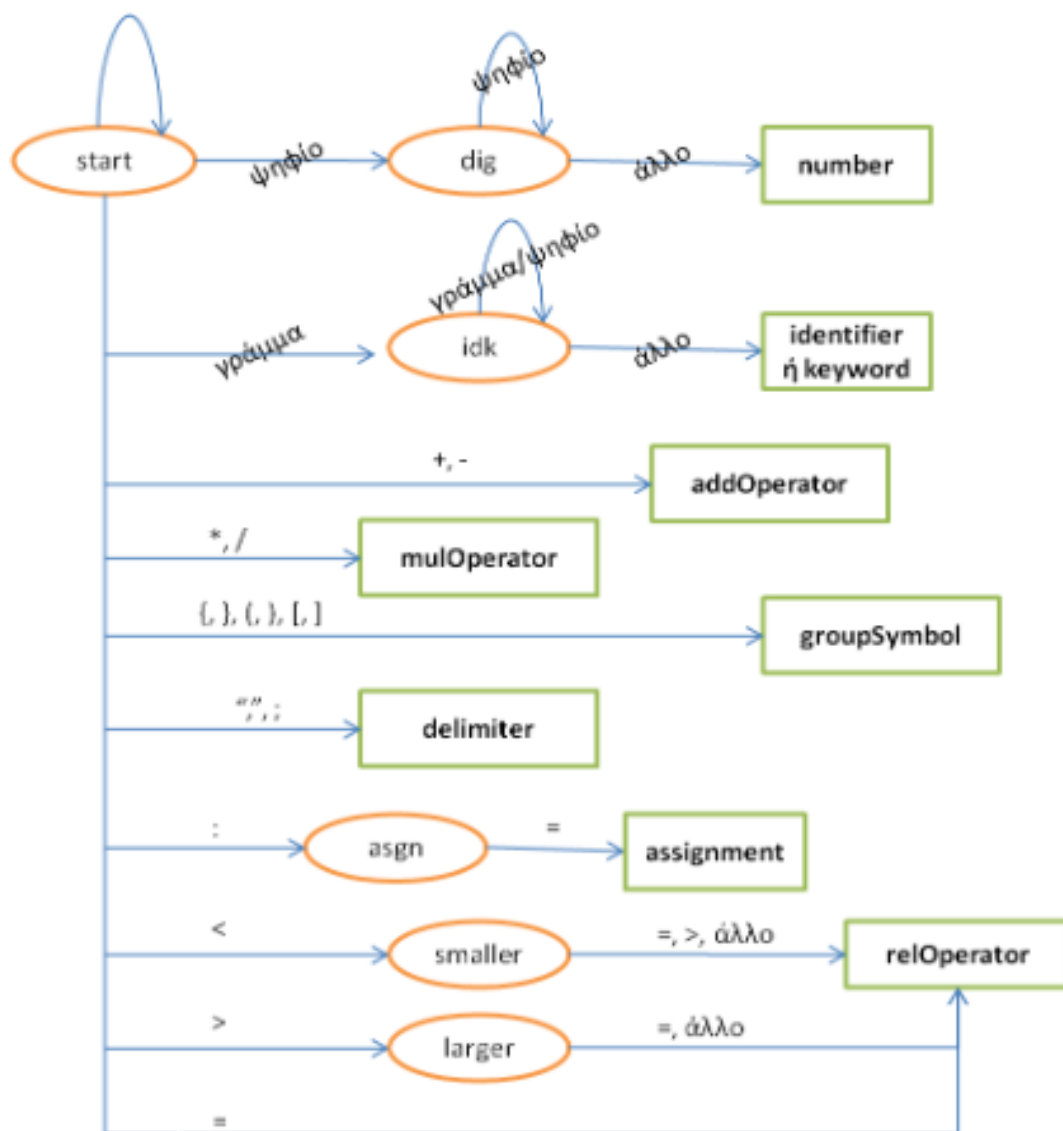 ψηφίο
start
ψηφίο
dig
άλλο
number
γράμμα/ψηφίο
γράμμα
idk
άλλο
identifier
ή keyword
+, -
addOperator
*, /
mulOperator
{, }, (, ), [, ]
groupSymbol
“,”, ;
delimiter
:
asgn
=
assignment
<
smaller
=, >, άλλο
relOperator
>
larger
=, άλλο
=